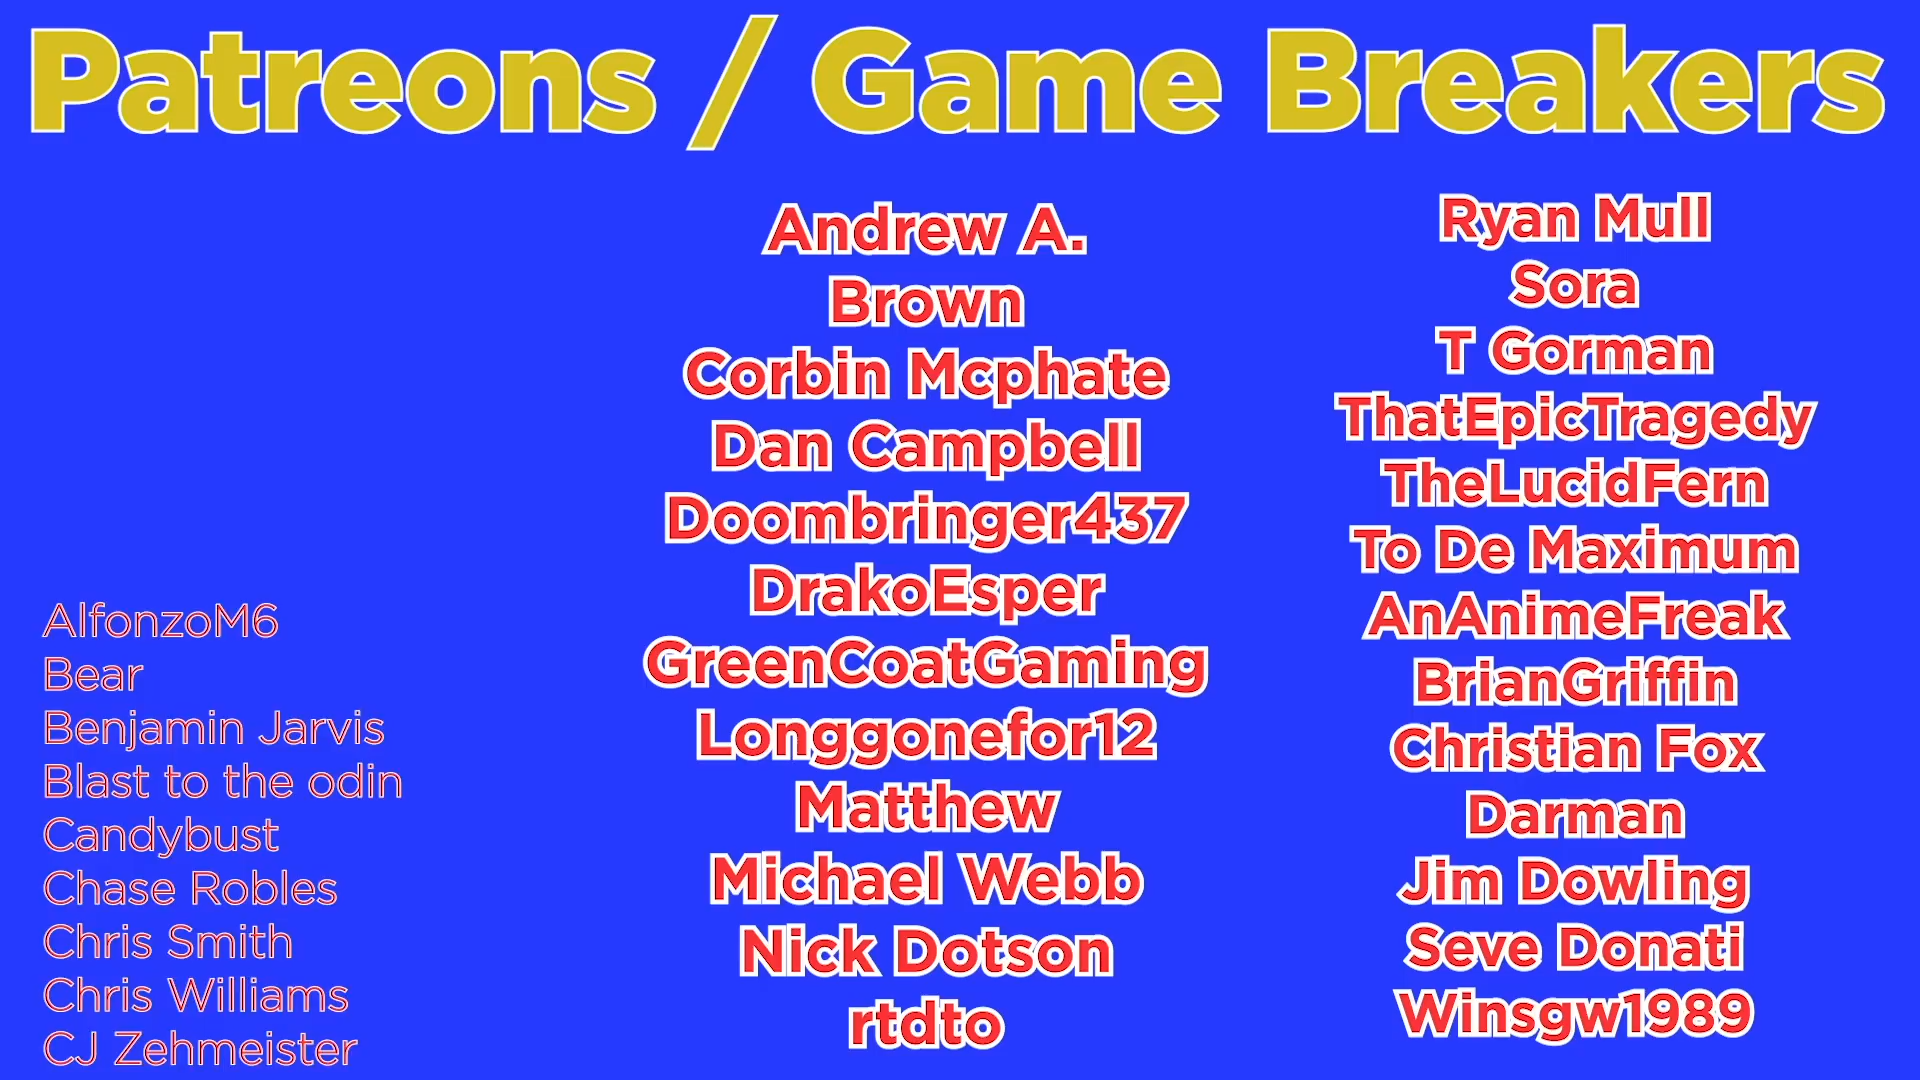 Patreons / Game Breakers
AlfonzoM6
Bear
Benjamin Jarvis
Blast to the odin
Candybust
Chase Robles
Chris Smith
Chris Williams
CJ Zehmeister
Andrew A.
Brown
Corbin Mcphate
Dan Campbell
Doombringer437
DrakoEsper
GreenCoatGaming
Longgonefor12
Matthew
Michael Webb
Nick Dotson
rtdto
Ryan Mull
Sora
T Gorman
ThatEpicTragedy
TheLucidFern
To De Maximum
AnAnimeFreak
BrianGriffin
Christian Fox
Darman
Jim Dowling
Seve Donati
Winsgw1989